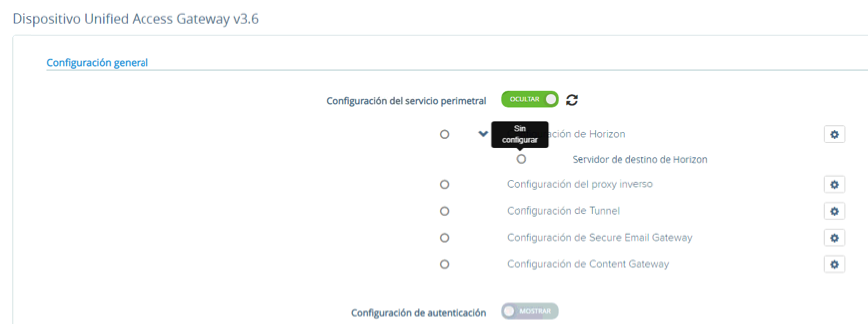 Dispositivo Unified Access Gateway v3.6
Configuración general
Configuración del servicio perimetral OCULTAR
Sin
configurar
ación de Horizon
Servidor de destino de Horizon
Configuración del proxy inverso
Configuración de Tunnel
Configuración de Secure Email Gateway
Configuración de Content Gateway
Configuración de autenticación MOSTRAR